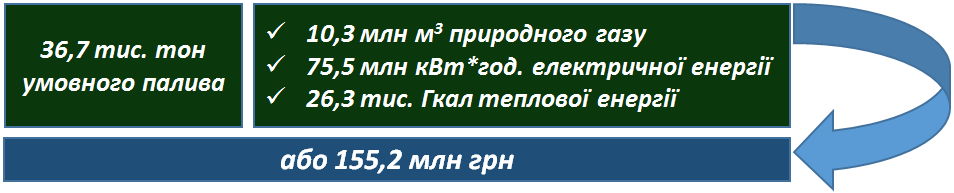 36,7 тис. тон
умовного палива
✓ 10,3 млн м³ природного газу
✓ 75,5 млн кВт*год. електричної енергії
✓ 26,3 тис. Гкал теплової енергії
або 155,2 млн грн